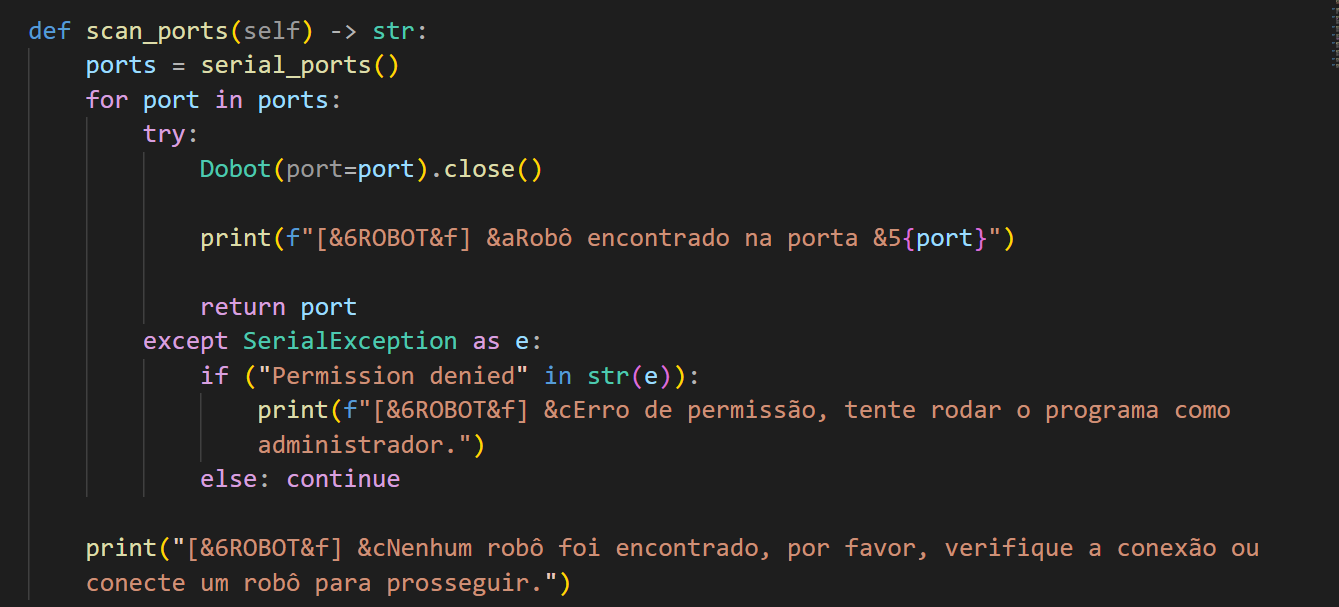 def scan_ports(self) -> str:
    ports = serial_ports()
    for port in ports:
        try:
            Dobot(port=port).close()

            print(f"[&6ROBOT&f] &aRobô encontrado na porta &5{port}")

            return port
        except SerialException as e:
            if ("Permission denied" in str(e)):
                print(f"[&6ROBOT&f] &cErro de permissão, tente rodar o programa como
                administrador.")
            else: continue

    print("[&6ROBOT&f] &cNenhum robô foi encontrado, por favor, verifique a conexão ou
    conecte um robô para prosseguir.")